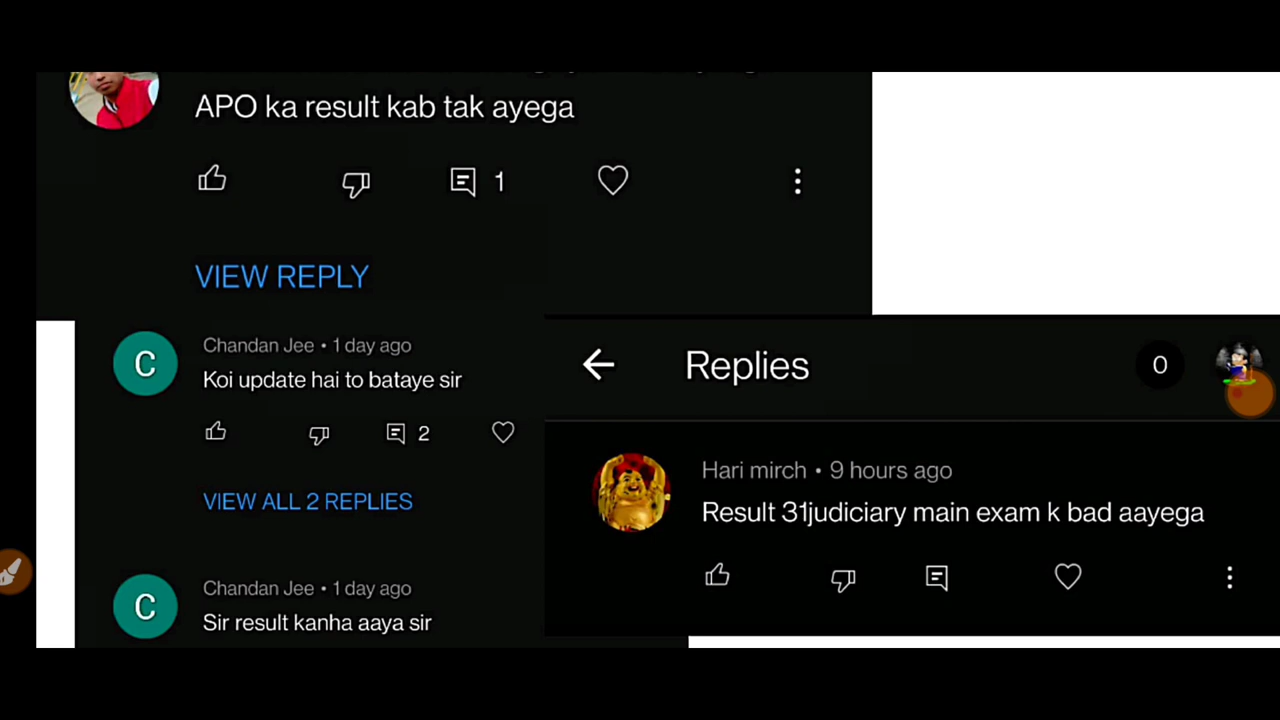 APO ka result kab tak ayega
1
VIEW REPLY
C
Chandan Jee • 1 day ago
Koi update hai to bataye sir
2
VIEW ALL 2 REPLIES
C
Chandan Jee • 1 day ago
Sir result kanha aaya sir
Replies
0
Hari mirch • 9 hours ago
Result 31judiciary main exam k bad aayega